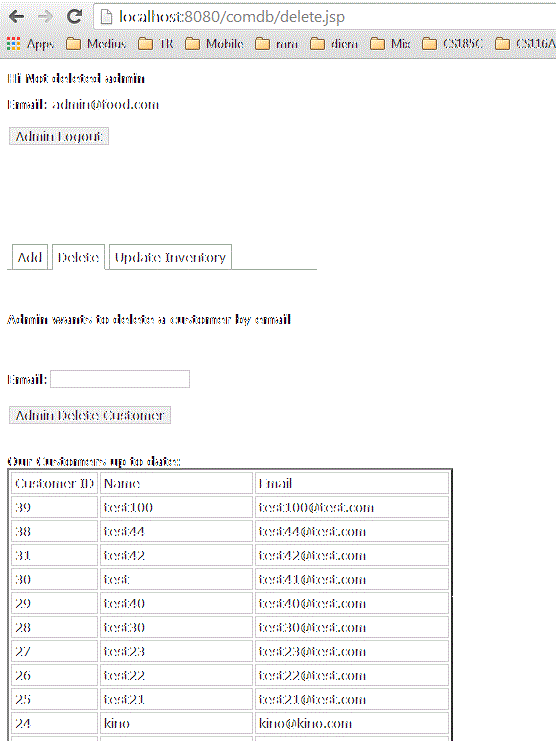 localhost:8080/comdb/delete.jsp
Apps Medius TR Mobile mra diem Mix CS185C CS116A
Hi Not deleted admin
Email: admin@food.com
Admin Logout
Add Delete Update Inventory
Admin wants to delete a customer by email
Email:
Admin Delete Customer
Our Customers up to date:
Customer ID Name Email
39 test100 test100@test.com
38 test44 test44@test.com
31 test42 test42@test.com
30 test test41@test.com
29 test40 test40@test.com
28 test30 test30@test.com
27 test23 test23@test.com
26 test22 test22@test.com
25 test21 test21@test.com
24 kino kino@kino.com